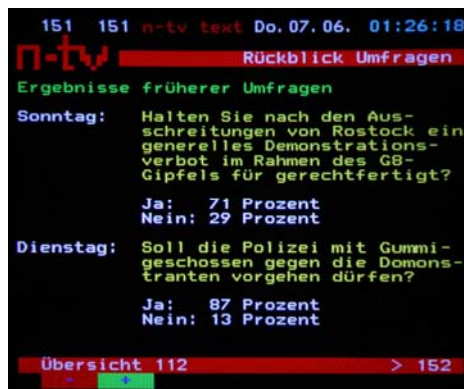 151 151 n-tv text Do.07.06. 01:26:18
n-tv Rückblick Umfragen
Ergebnisse früherer Umfragen
Sonntag: Halten Sie nach den Aus-
schreitungen von Rostock ein
generelles Demonstrations-
verbot im Rahmen des G8-
Gipfels für gerechtfertigt?
Ja: 71 Prozent
Nein: 29 Prozent
Dienstag: Soll die Polizei mit Gummi-
geschossen gegen die Domons-
tranten vorgehen dürfen?
Ja: 87 Prozent
Nein: 13 Prozent
Übersicht 112 > 152
- +